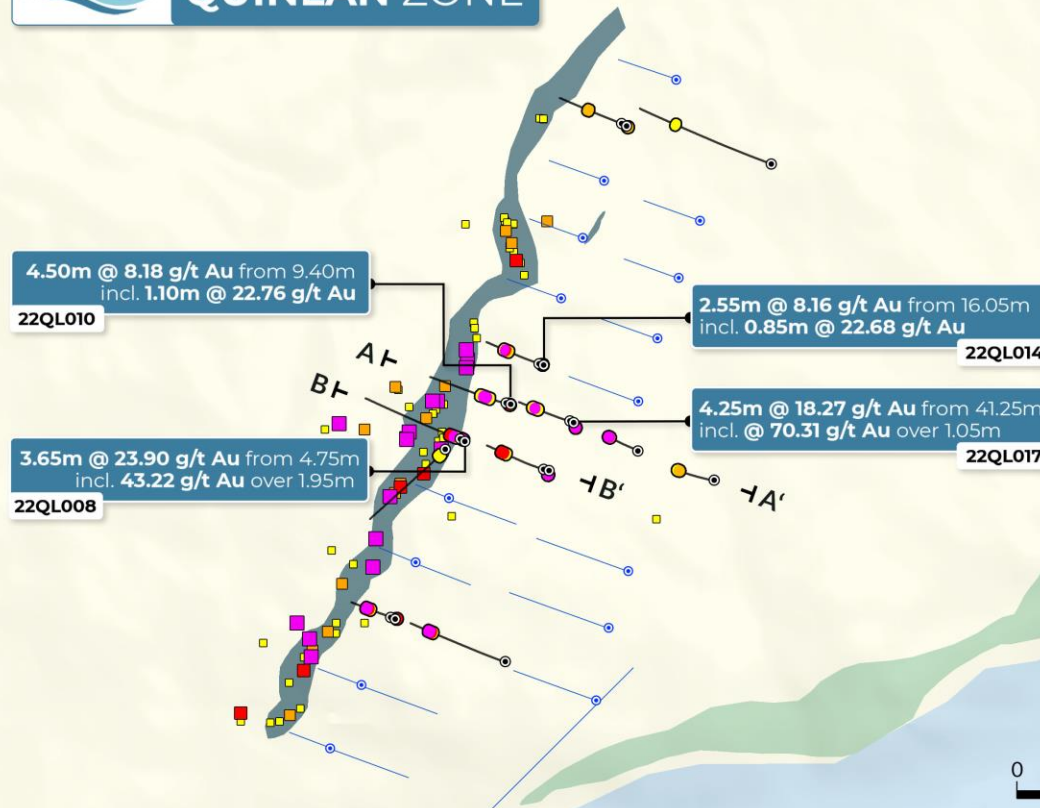 QUINLAN ZONE
4.50m @ 8.18 g/t Au from 9.40m
incl. 1.10m @ 22.76 g/t Au
22QL010
2.55m @ 8.16 g/t Au from 16.05m
incl. 0.85m @ 22.68 g/t Au
22QL014
A
B
4.25m @ 18.27 g/t Au from 41.25m
incl. @ 70.31 g/t Au over 1.05m
22QL017
3.65m @ 23.90 g/t Au from 4.75m
incl. 43.22 g/t Au over 1.95m
22QL008
B‘
A‘
0